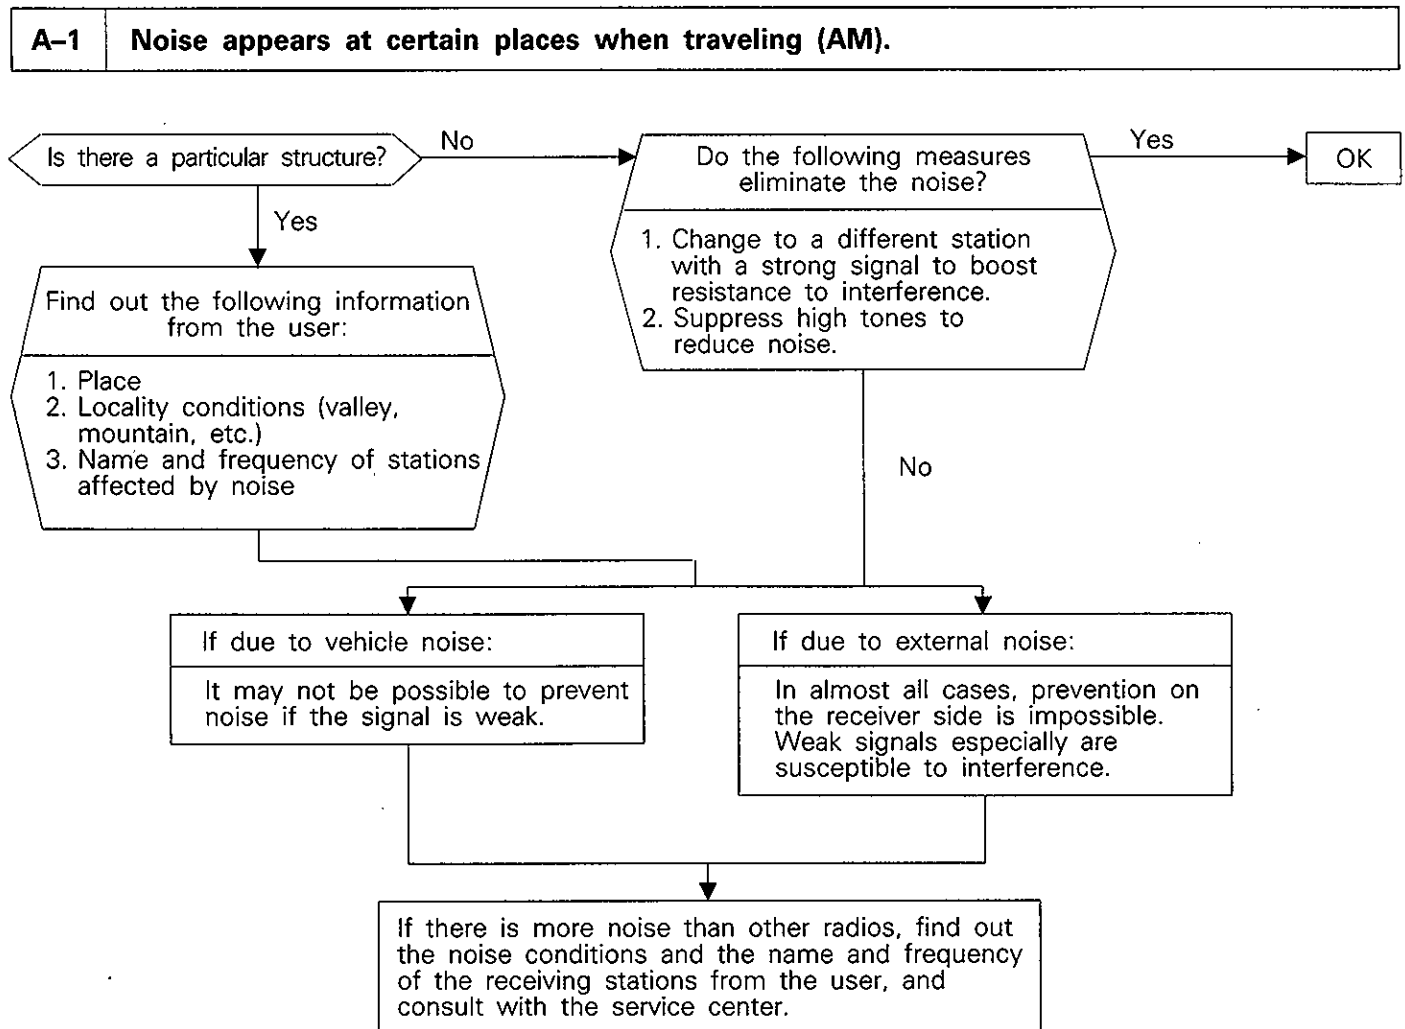 A–1 Noise appears at certain places when traveling (AM).
Is there a particular structure?
No
Yes
Find out the following information
from the user:
1. Place
2. Locality conditions (valley,
mountain, etc.)
3. Name and frequency of stations
affected by noise
Do the following measures
eliminate the noise?
1. Change to a different station
with a strong signal to boost
resistance to interference.
2. Suppress high tones to
reduce noise.
Yes
OK
No
If due to vehicle noise:
It may not be possible to prevent
noise if the signal is weak.
If due to external noise:
In almost all cases, prevention on
the receiver side is impossible.
Weak signals especially are
susceptible to interference.
If there is more noise than other radios, find out
the noise conditions and the name and frequency
of the receiving stations from the user, and
consult with the service center.